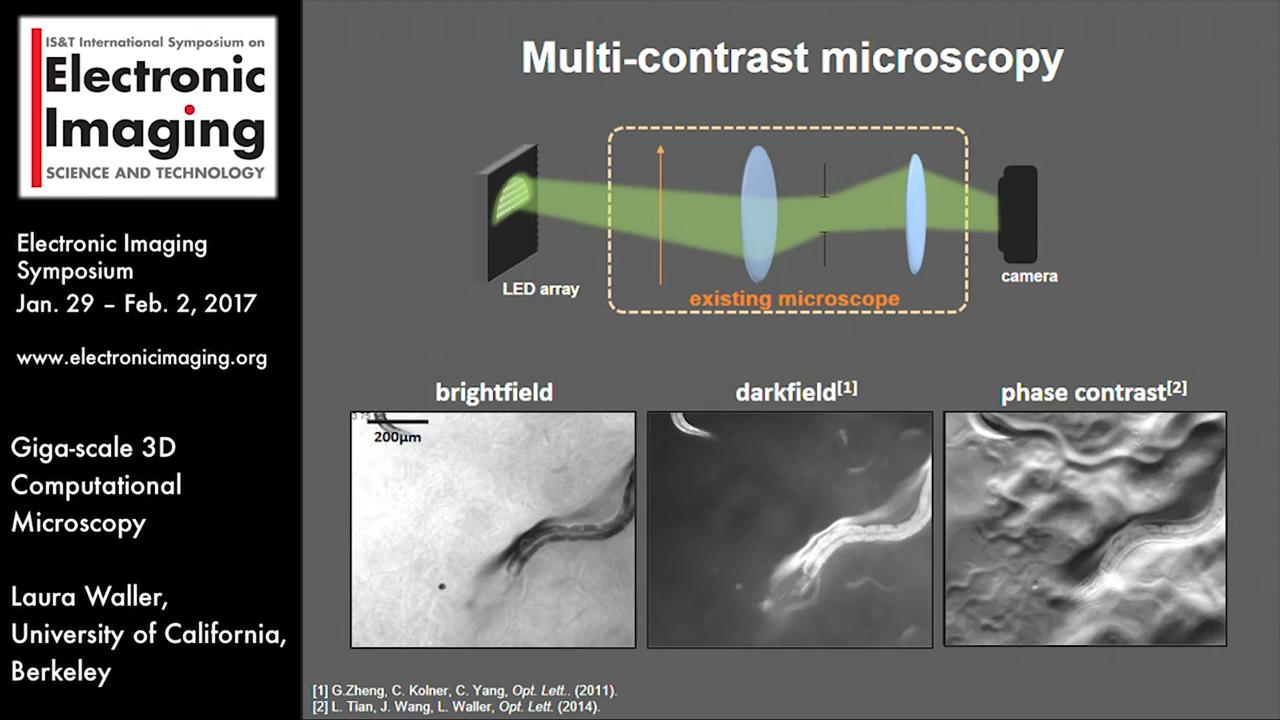 IS&T International Symposium on
Electronic
Imaging
SCIENCE AND TECHNOLOGY
Electronic Imaging
Symposium
Jan. 29 – Feb. 2, 2017
www.electronicimaging.org
Giga-scale 3D
Computational
Microscopy
Laura Waller,
University of California,
Berkeley
Multi-contrast microscopy
LED array
existing microscope
camera
brightfield
darkfield[1]
phase contrast[2]
200µm
[1] G.Zheng, C. Kolner, C. Yang, Opt. Lett.. (2011).
[2] L. Tian, J. Wang, L. Waller, Opt. Lett. (2014).